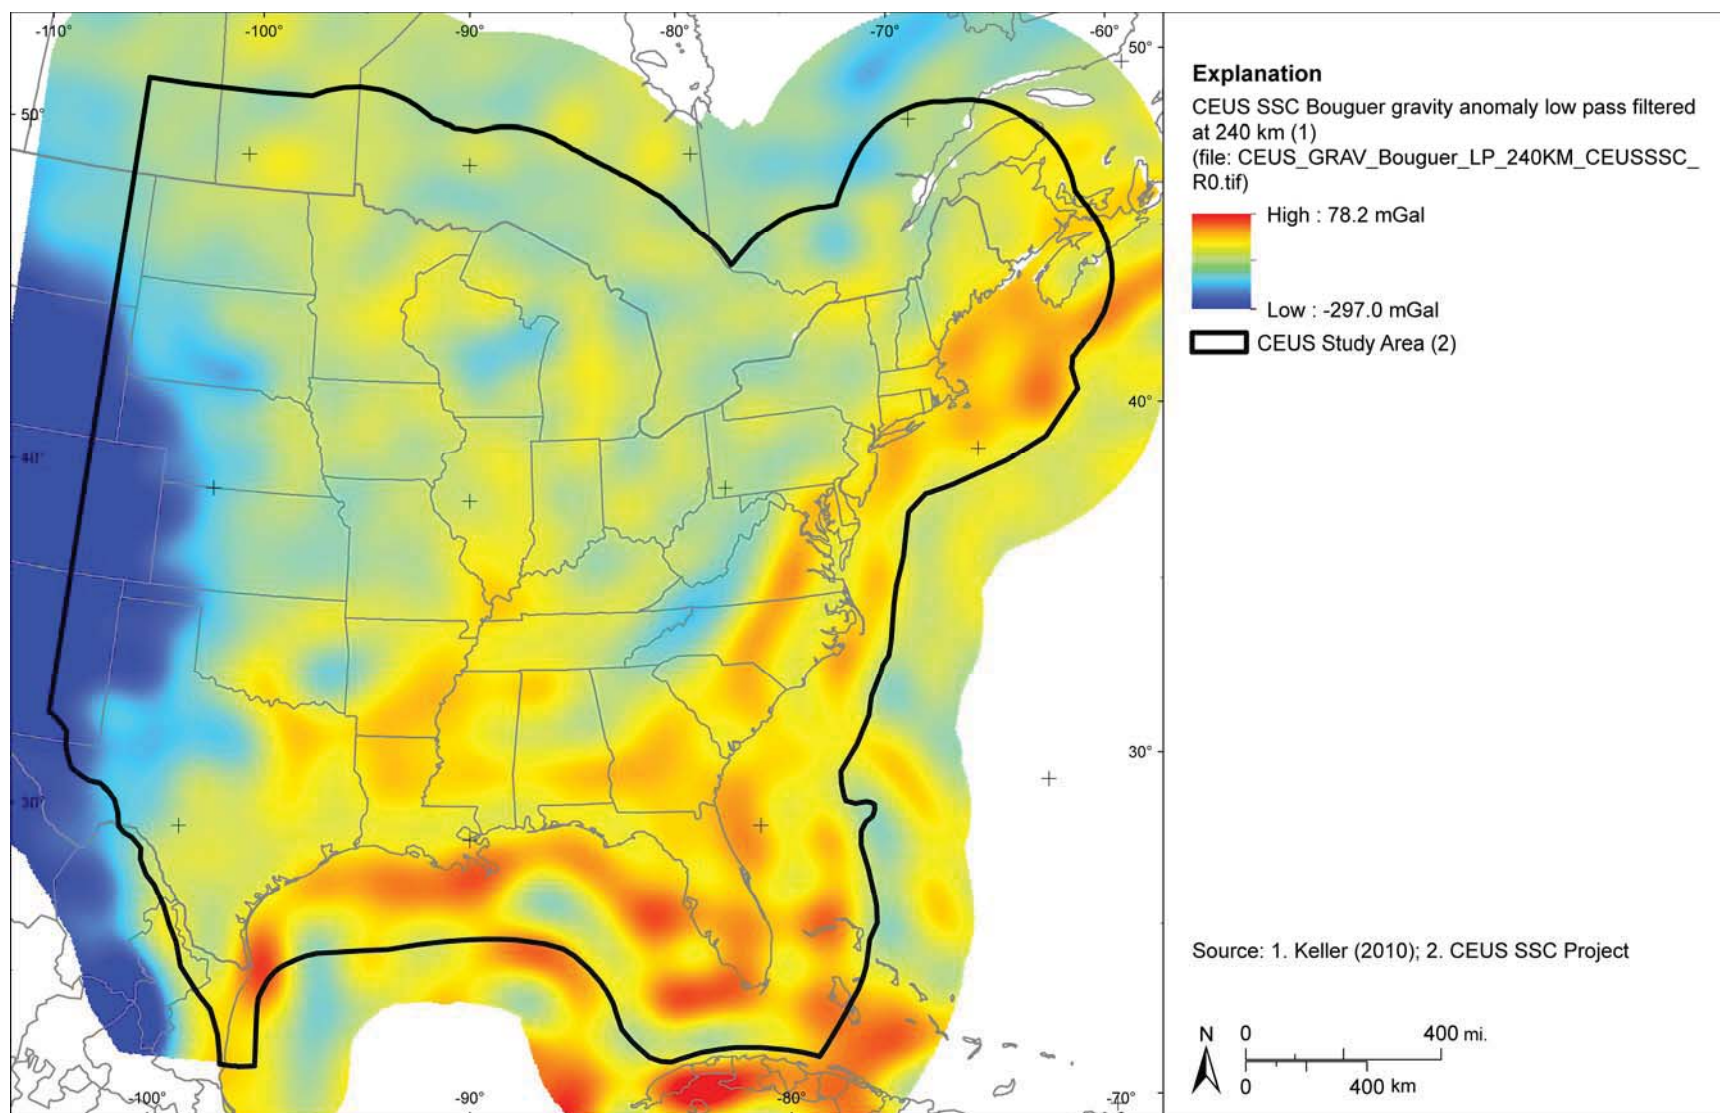 -110° -100° -90° -80° -70° -60°
50°
50°
40°
40°
30°
30°
-100° -90° -80° -70°
Explanation
CEUS SSC Bouguer gravity anomaly low pass filtered
at 240 km (1)
(file: CEUS_GRAV_Bouguer_LP_240KM_CEUSSSC_
R0.tif)
High : 78.2 mGal
Low : -297.0 mGal
CEUS Study Area (2)
Source: 1. Keller (2010); 2. CEUS SSC Project
N
0 400 mi.
0 400 km